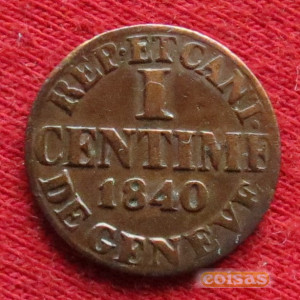 REP·ET CANT·
I
CENTIME
1840
DE GENEVE
coisas